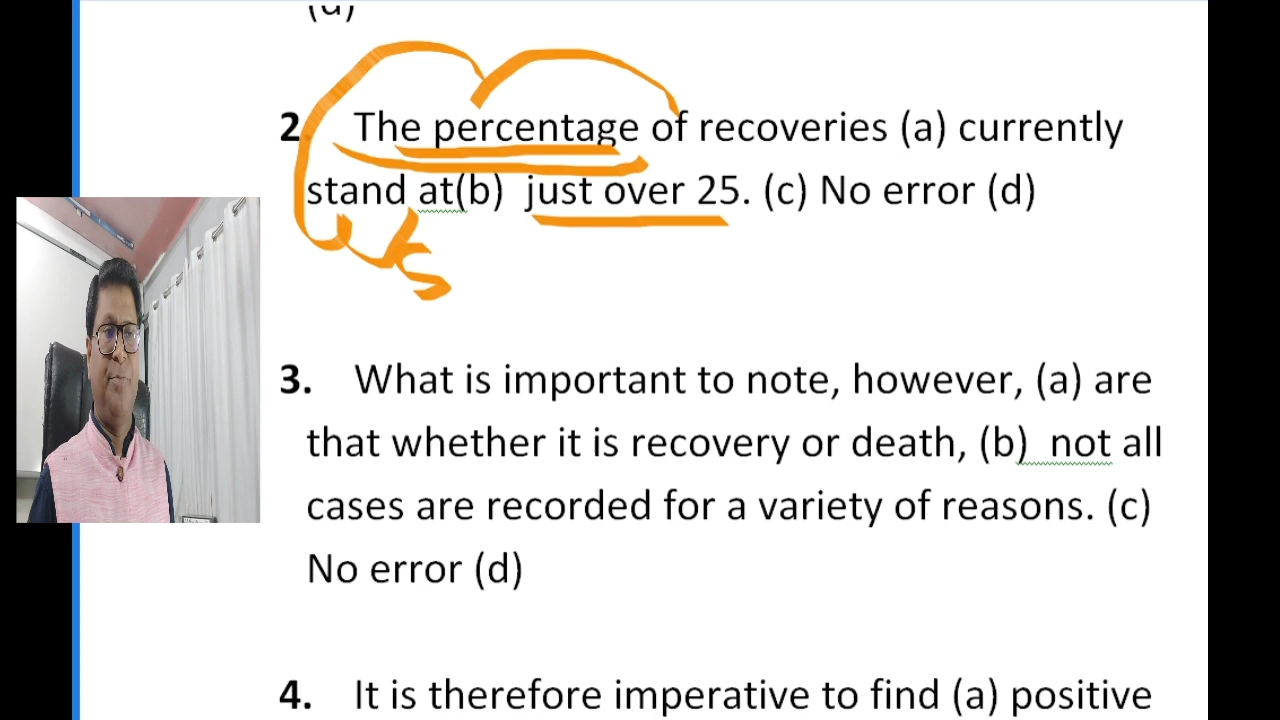 (d)
2. The percentage of recoveries (a) currently
stand at(b) just over 25. (c) No error (d)
s
3. What is important to note, however, (a) are
that whether it is recovery or death, (b) not all
cases are recorded for a variety of reasons. (c)
No error (d)
4. It is therefore imperative to find (a) positive